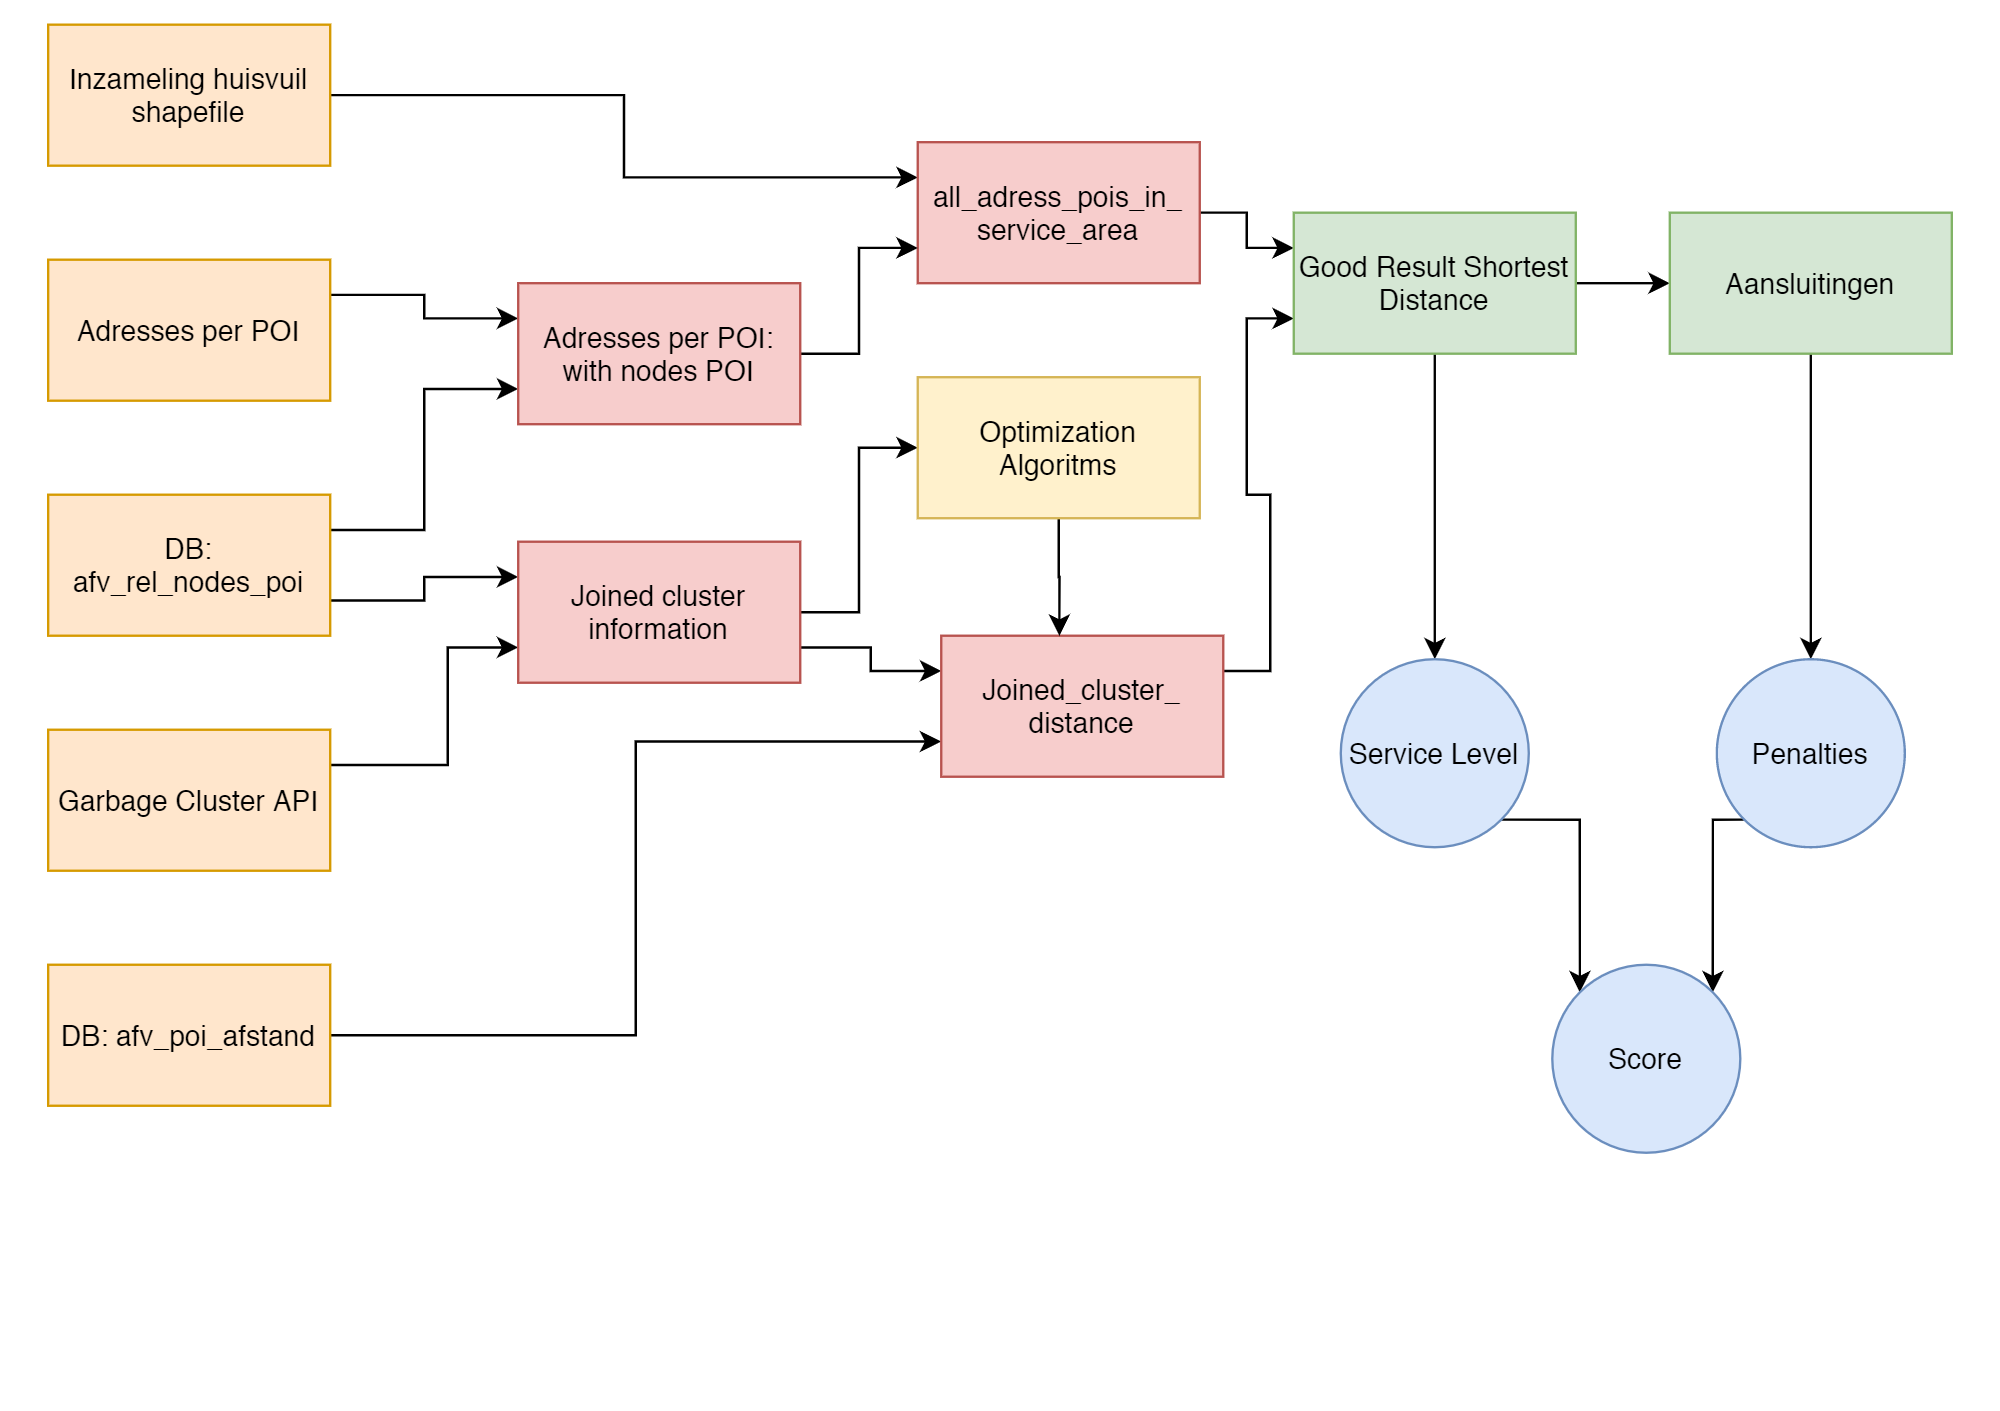 Inzameling huisvuil
shapefile
Adresses per POI
DB:
afv_rel_nodes_poi
Garbage Cluster API
DB: afv_poi_afstand
Adresses per POI:
with nodes POI
Joined cluster
information
all_adress_pois_in_
service_area
Optimization
Algoritms
Joined_cluster_
distance
Good Result Shortest
Distance
Aansluitingen
Service Level
Penalties
Score